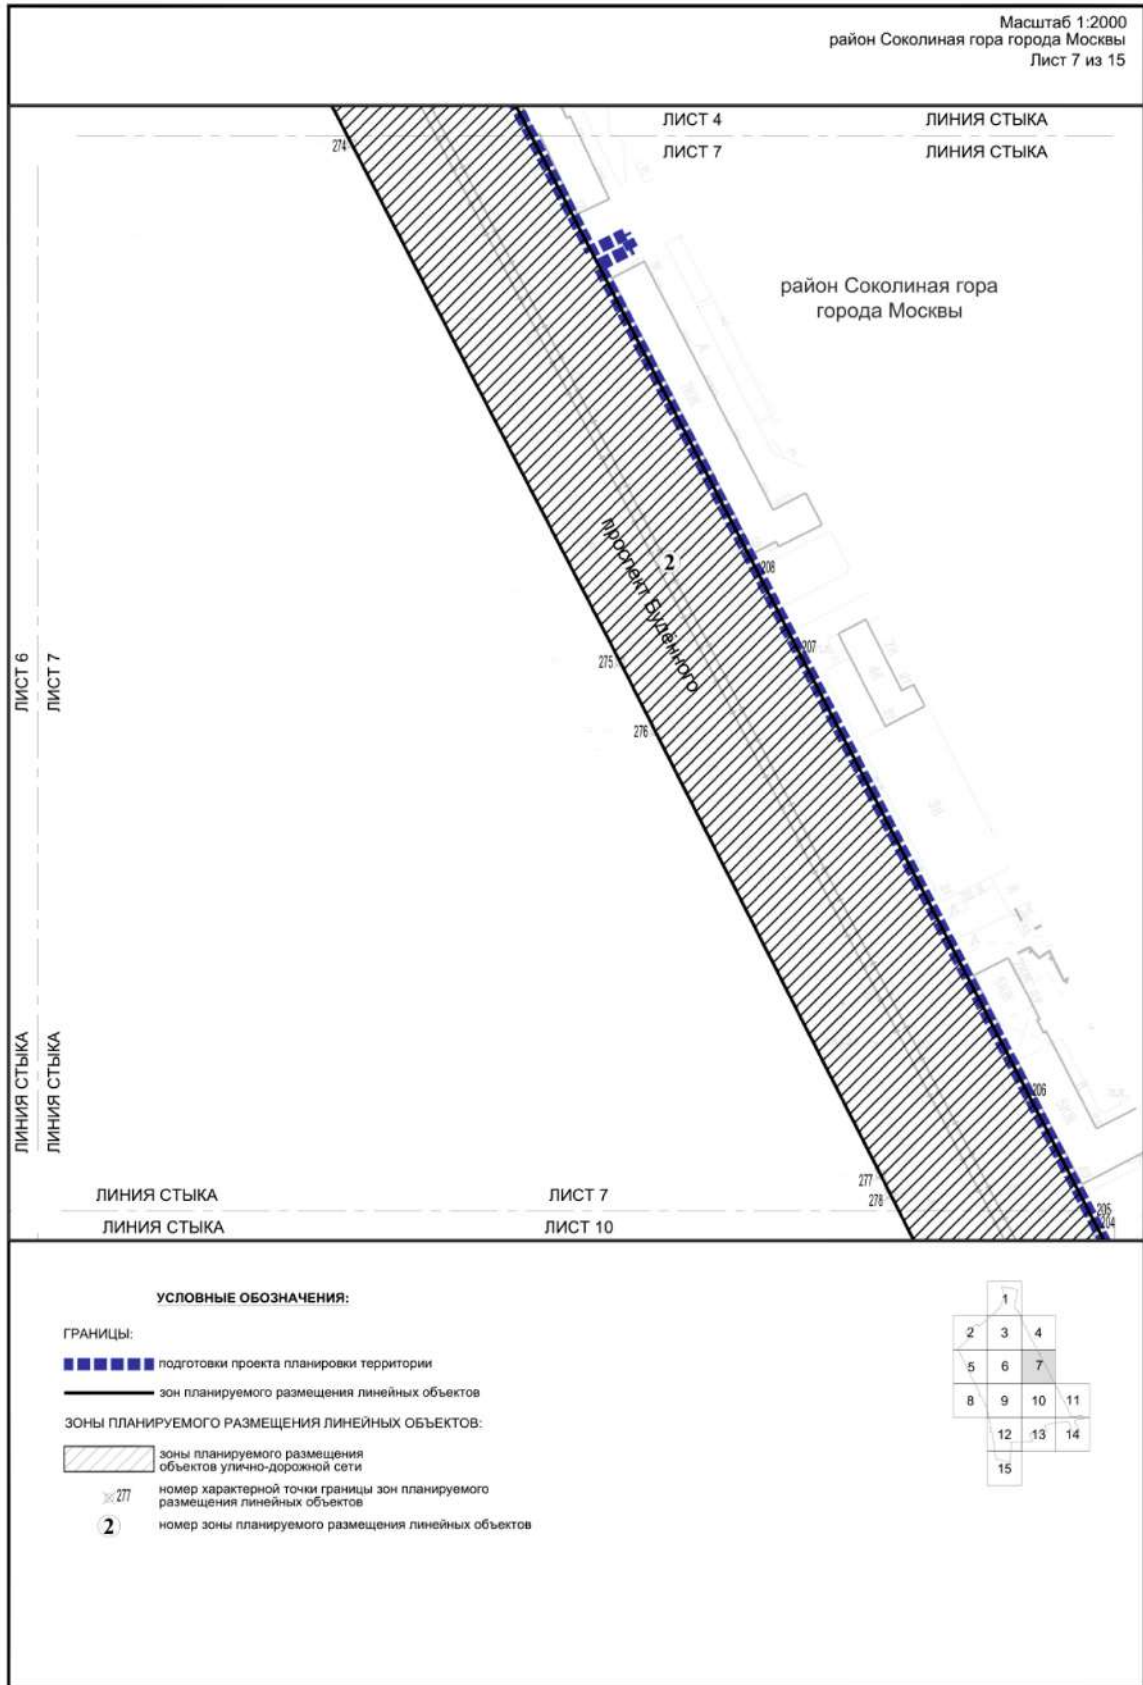 Масштаб 1:2000
район Соколиная гора города Москвы
Лист 7 из 15
ЛИСТ 4
ЛИНИЯ СТЫКА
ЛИСТ 7
ЛИНИЯ СТЫКА
274
район Соколиная гора
города Москвы
проспект Будённого
2
208
207
275
276
ЛИСТ 6
ЛИСТ 7
ЛИНИЯ СТЫКА
ЛИНИЯ СТЫКА
206
277
278
205
204
ЛИНИЯ СТЫКА
ЛИСТ 7
ЛИНИЯ СТЫКА
ЛИСТ 10
УСЛОВНЫЕ ОБОЗНАЧЕНИЯ:
ГРАНИЦЫ:
подготовки проекта планировки территории
зон планируемого размещения линейных объектов
ЗОНЫ ПЛАНИРУЕМОГО РАЗМЕЩЕНИЯ ЛИНЕЙНЫХ ОБЪЕКТОВ:
зоны планируемого размещения
объектов улично-дорожной сети
277
номер характерной точки границы зон планируемого
размещения линейных объектов
2
номер зоны планируемого размещения линейных объектов
1
2 3 4
5 6 7
8 9 10 11
12 13 14
15